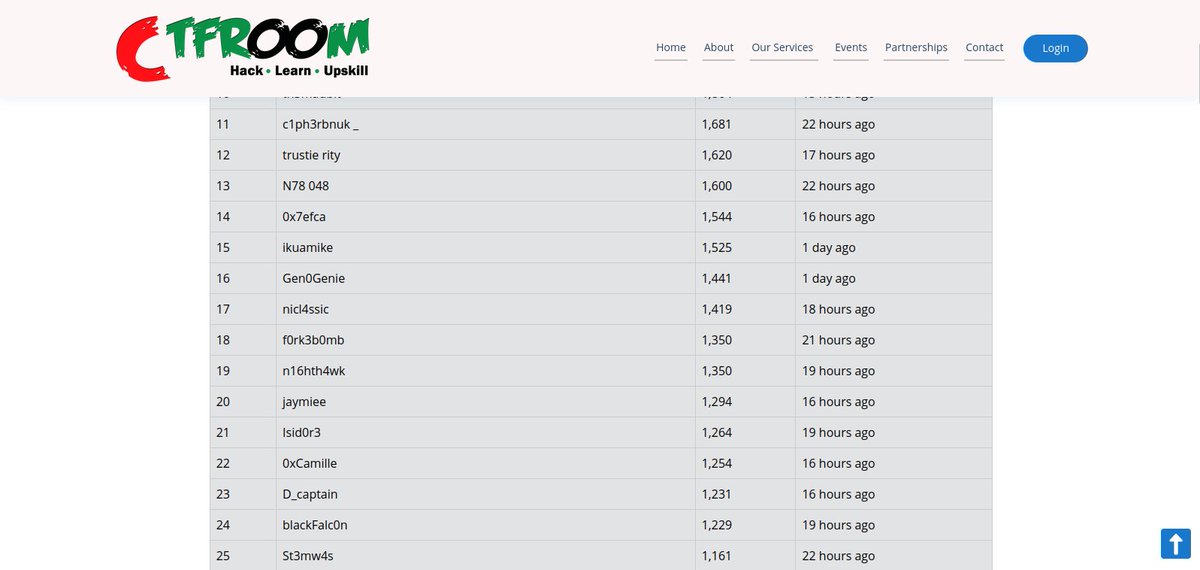 CTFROOM
Hack • Learn • Upskill
Home About Our Services Events Partnerships Contact Login
11 c1ph3rbnuk _ 1,681 22 hours ago
12 trustie rity 1,620 17 hours ago
13 N78 048 1,600 22 hours ago
14 0x7efca 1,544 16 hours ago
15 ikuamike 1,525 1 day ago
16 Gen0Genie 1,441 1 day ago
17 nicl4ssic 1,419 18 hours ago
18 f0rk3b0mb 1,350 21 hours ago
19 n16hth4wk 1,350 19 hours ago
20 jaymiee 1,294 16 hours ago
21 Isid0r3 1,264 19 hours ago
22 0xCamille 1,254 16 hours ago
23 D_captain 1,231 16 hours ago
24 blackFalc0n 1,229 19 hours ago
25 St3mw4s 1,161 22 hours ago